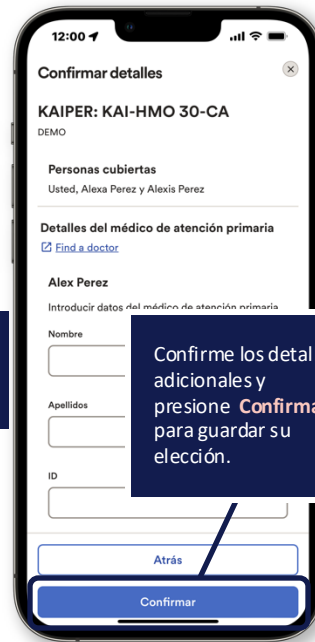 12:00
Confirmar detalles
KAIPER: KAI-HMO 30-CA
DEMO
Personas cubiertas
Usted, Alexa Perez y Alexis Perez
Detalles del médico de atención primaria
Find a doctor
Alex Perez
Introducir datos del médico de atención primaria
Nombre
Apellidos
ID
Confirme los detal
adicionales y
presione Confirma
para guardar su
elección.
Atrás
Confirmar